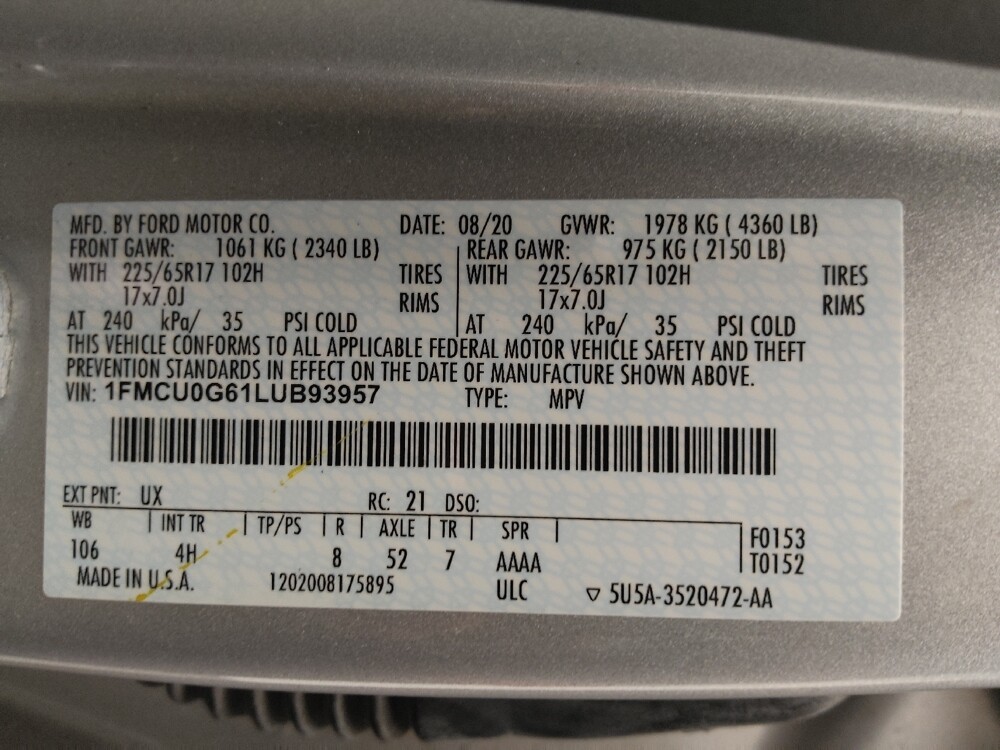 MFD. BY FORD MOTOR CO. DATE: 08/20 GVWR: 1978 KG ( 4360 LB)
FRONT GAWR: 1061 KG ( 2340 LB) REAR GAWR: 975 KG ( 2150 LB)
WITH 225/65R17 102H TIRES WITH 225/65R17 102H TIRES
17x7.0J RIMS 17x7.0J RIMS
AT 240 kPa/ 35 PSI COLD AT 240 kPa/ 35 PSI COLD
THIS VEHICLE CONFORMS TO ALL APPLICABLE FEDERAL MOTOR VEHICLE SAFETY AND THEFT
PREVENTION STANDARDS IN EFFECT ON THE DATE OF MANUFACTURE SHOWN ABOVE.
VIN: 1FMCU0G61LUB93957 TYPE: MPV
EXT PNT: UX RC: 21 DSO:
WB INT TR TP/PS R AXLE TR SPR F0153
106 4H 8 52 7 AAAA T0152
MADE IN U.S.A. 1202008175895 ULC ▽ 5U5A-3520472-AA